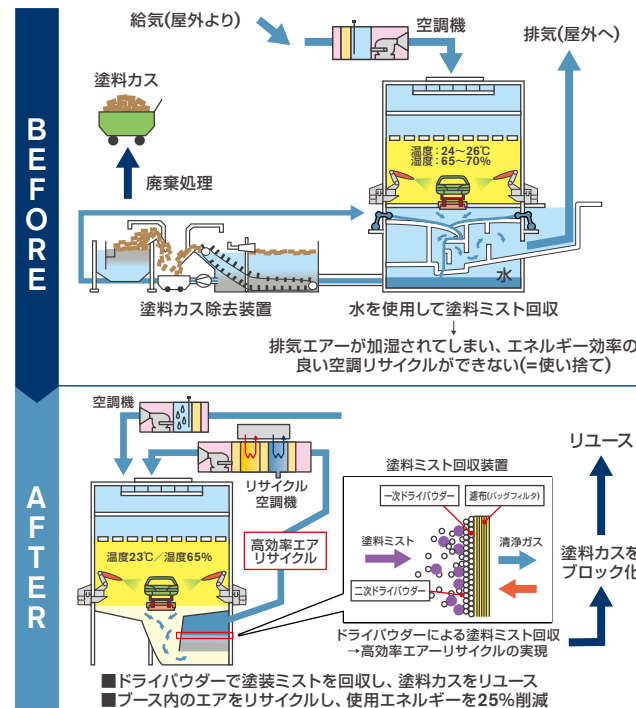 BEFORE
給気(屋外より)
空調機
排気(屋外へ)
塗料カス
廃棄処理
温度:24〜26℃
湿度:65〜70%
水
塗料カス除去装置
水を使用して塗料ミスト回収
↓
排気エアーが加湿されてしまい、エネルギー効率の
良い空調リサイクルができない(=使い捨て)
AFTER
空調機
リサイクル
空調機
高効率エア
リサイクル
温度23℃/湿度65%
塗料ミスト回収装置
一次ドライパウダー
濾布(バッグフィルタ)
塗料ミスト
清浄ガス
二次ドライパウダー
ドライパウダーによる塗料ミスト回収
→高効率エアーリサイクルの実現
リユース
塗料カスを
ブロック化
■ドライパウダーで塗装ミストを回収し、塗料カスをリユース
■ブース内のエアをリサイクルし、使用エネルギーを25%削減